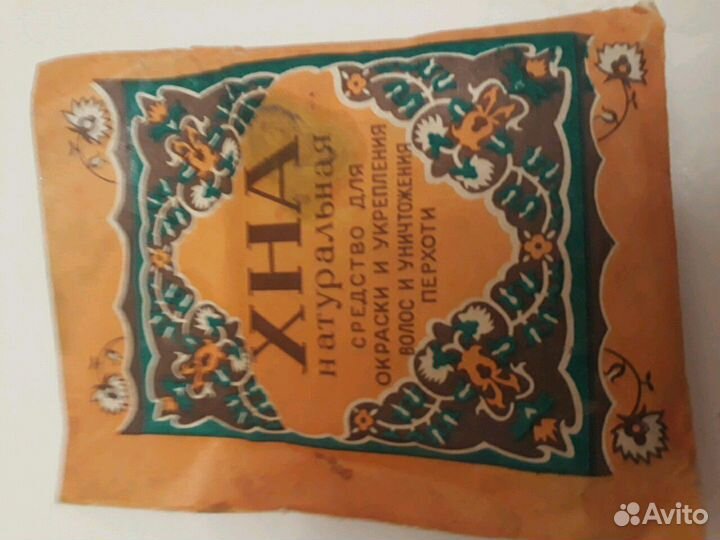 ХНА
натуральная
СРЕДСТВО ДЛЯ
ОКРАСКИ И УКРЕПЛЕНИЯ
ВОЛОС И УНИЧТОЖЕНИЯ
ПЕРХОТИ
Avito